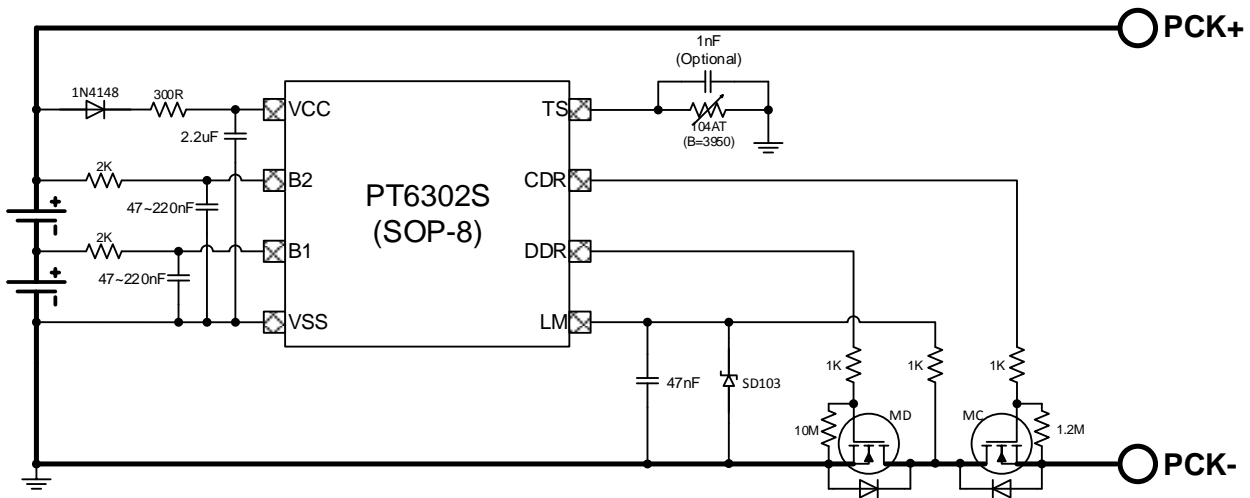 PCK+
1nF
(Optional)
1N4148
300R
VCC
TS
2.2uF
104AT
(B=3950)
2K
B2
CDR
47~220nF
PT6302S
(SOP-8)
+
-
2K
B1
DDR
47~220nF
+
-
VSS
LM
47nF
SD103
1K
1K
1K
10M
MD
MC
1.2M
PCK-